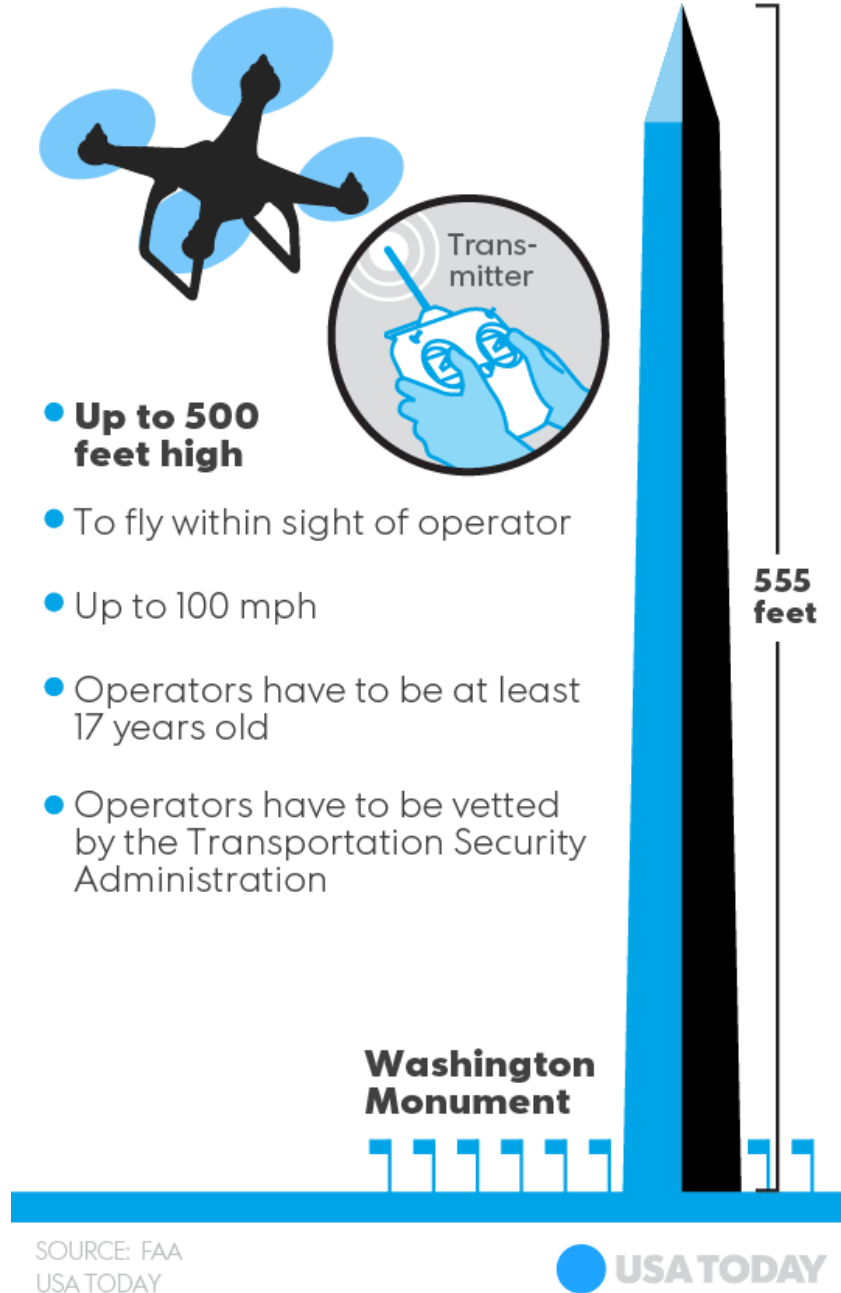 Trans-
mitter
Up to 500
feet high
To fly within sight of operator
Up to 100 mph
Operators have to be at least
17 years old
Operators have to be vetted
by the Transportation Security
Administration
555
feet
Washington
Monument
SOURCE: FAA
USA TODAY
USA TODAY